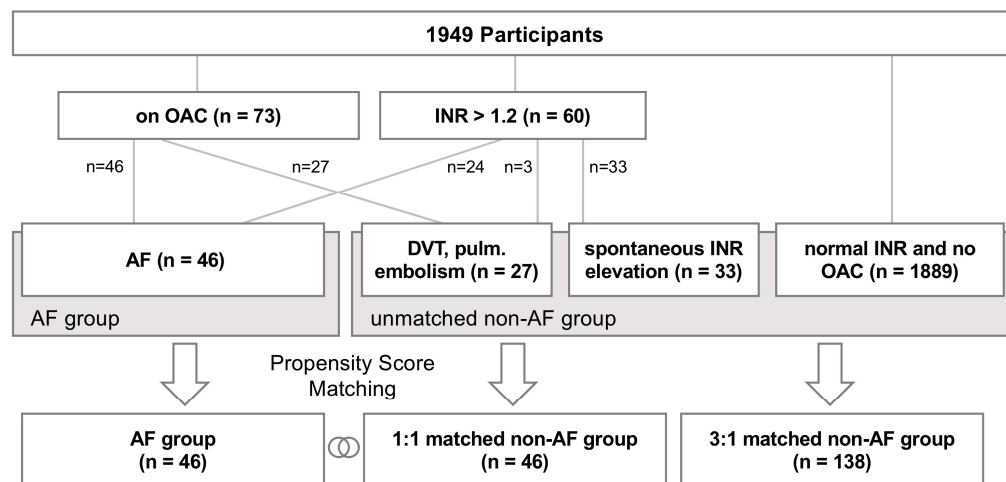 1949 Participants
on OAC (n = 73)
INR > 1.2 (n = 60)
n=46
n=27
n=24
n=3
n=33
AF (n = 46)
DVT, pulm.
embolism (n = 27)
spontaneous INR
elevation (n = 33)
normal INR and no
OAC (n = 1889)
AF group
unmatched non-AF group
Propensity Score
Matching
AF group
(n = 46)
1:1 matched non-AF group
(n = 46)
3:1 matched non-AF group
(n = 138)